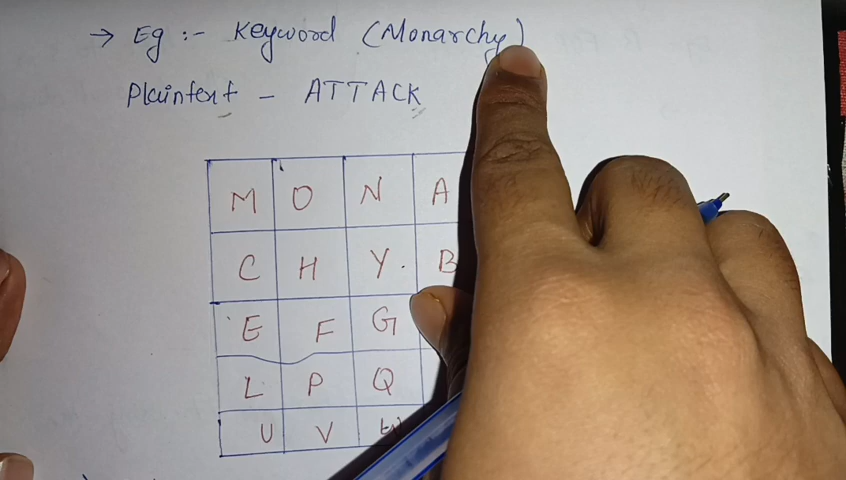 → Eg :- Keyword (Monarchy)
Plaintext - ATTACK
M O N A
C H Y B
E F G
L P Q
U V W